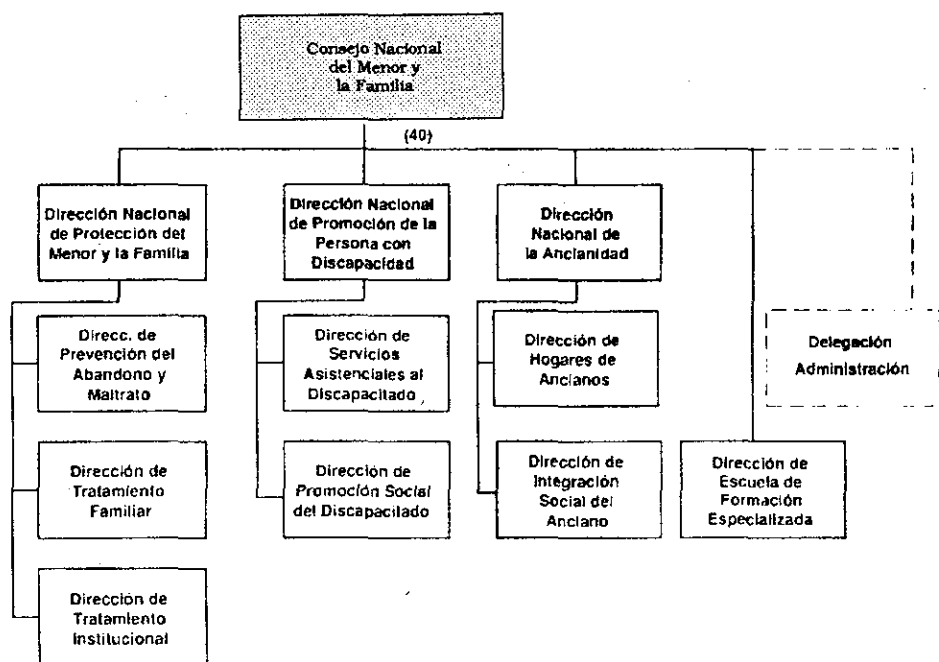 Consejo Nacional
del Menor y
la Familia
(40)
Dirección Nacional
de Protección del
Menor y la Familia
Dirección Nacional
de Promoción de la
Persona con
Discapacidad
Dirección
Nacional de
la Ancianidad
Direcc. de
Prevención del
Abandono y
Maltrato
Dirección de
Servicios
Asistenciales al
Discapacitado
Dirección de
Hogares de
Ancianos
Delegación
Administración
Dirección de
Tratamiento
Familiar
Dirección de
Promoción Social
del Discapacitado
Dirección de
Integración
Social del
Anciano
Dirección de
Escuela de
Formación
Especializada
Dirección de
Tratamiento
Institucional